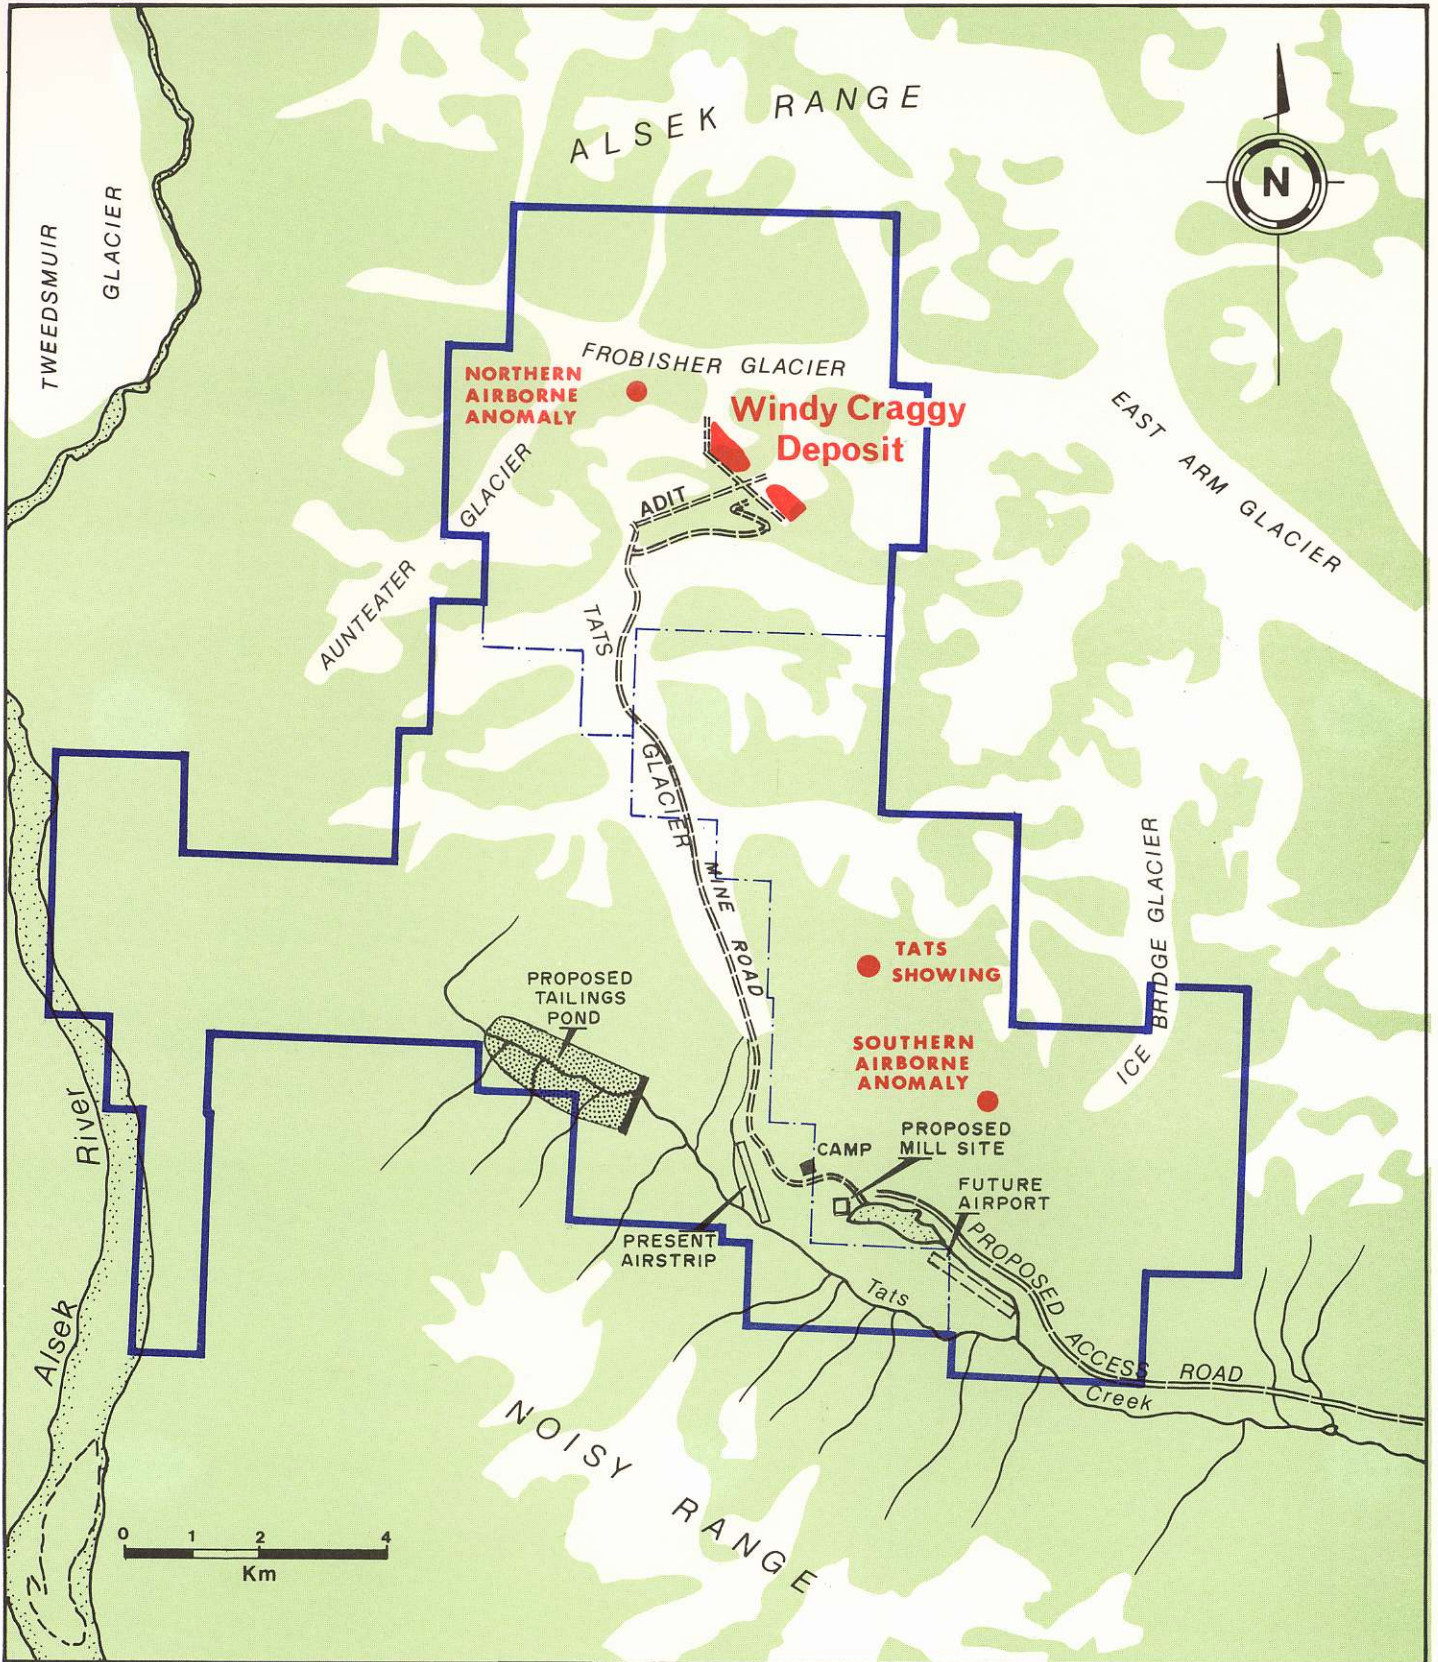 ALSEK RANGE
N
TWEEDSMUIR
GLACIER
FROBISHER GLACIER
NORTHERN
AIRBORNE
ANOMALY
Windy Craggy
Deposit
EAST ARM GLACIER
ADIT
AUNTEATER GLACIER
TATS GLACIER
MINE ROAD
ICE BRIDGE GLACIER
TATS
SHOWING
PROPOSED
TAILINGS
POND
SOUTHERN
AIRBORNE
ANOMALY
PROPOSED
MILL SITE
CAMP
FUTURE
AIRPORT
PRESENT
AIRSTRIP
PROPOSED ACCESS ROAD
Tats Creek
Alsek River
NOISY RANGE
0 1 2 4
Km